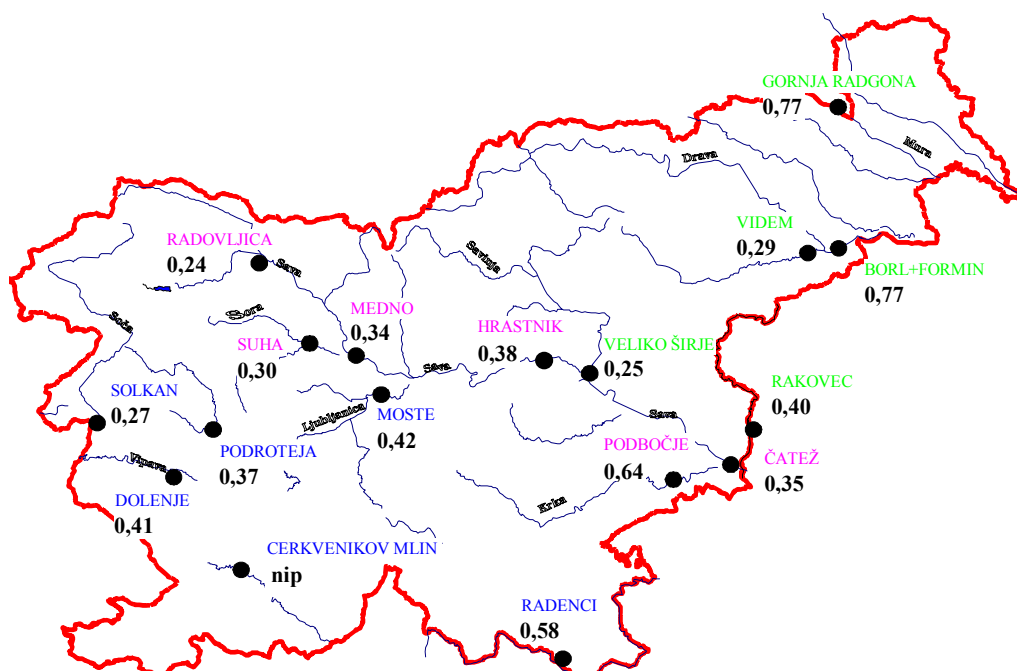 GORNJA RADGONA
0,77
Mura
Drava
VIDEM
0,29
BORL+FORMIN
0,77
Savinja
RADOVLJICA
0,24
Sava
MEDNO
0,34
Sora
SUHA
0,30
Soča
HRASTNIK
0,38
VELIKO ŠIRJE
0,25
Sava
SOLKAN
0,27
Ljubljanica
MOSTE
0,42
Sava
RAKOVEC
0,40
PODROTEJA
0,37
Vipava
DOLENJE
0,41
PODBOČJE
0,64
ČATEŽ
0,35
Krka
CERKVENIKOV MLIN
nip
RADENCI
0,58